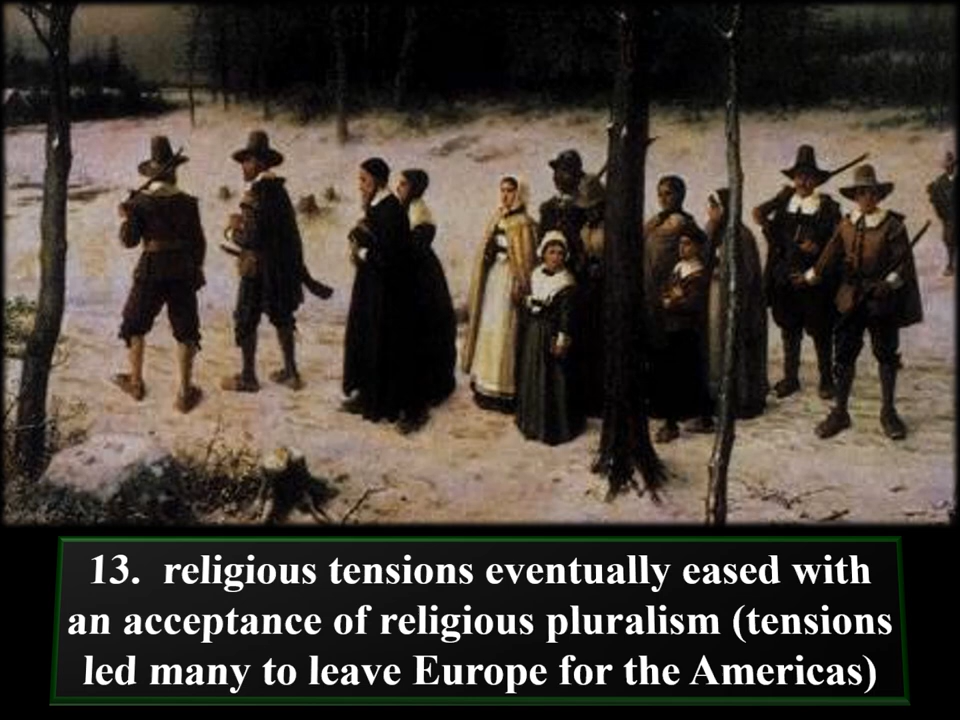 13.  religious tensions eventually eased with
an acceptance of religious pluralism (tensions
led many to leave Europe for the Americas)